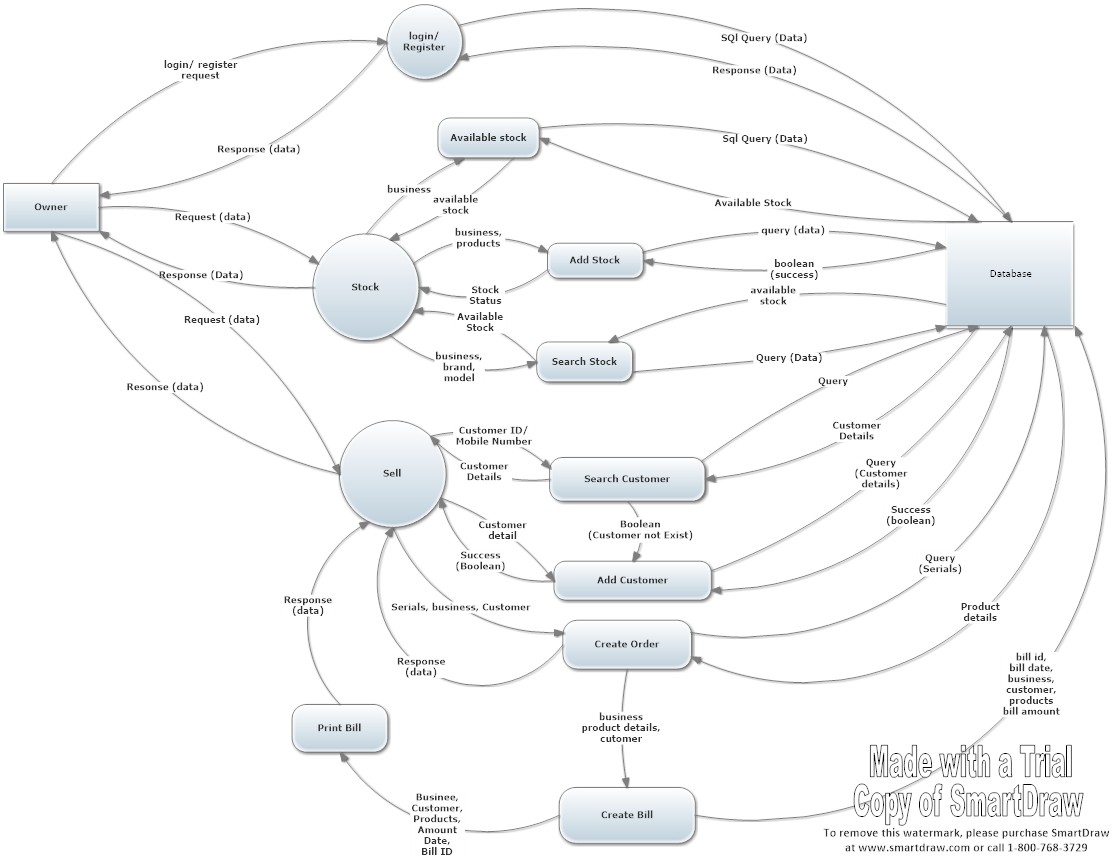 login/
Register
SQl Query (Data)
login/ register
request
Response (Data)
Available stock
Sql Query (Data)
Response (data)
business
available
stock
Available Stock
Owner
Request (data)
business,
products
query (data)
Add Stock
boolean
(success)
Database
Response (Data)
Stock
Stock
Status
available
stock
Request (data)
Available
Stock
business,
brand,
model
Search Stock
Query (Data)
Query
Resonse (data)
Customer ID/
Mobile Number
Customer
Details
Sell
Customer
Details
Search Customer
Query
(Customer
details)
Customer
detail
Boolean
(Customer not Exist)
Success
(boolean)
Success
(Boolean)
Add Customer
Query
(Serials)
Response
(data)
Serials, business, Customer
Product
details
Create Order
Response
(data)
bill id,
bill date,
business,
customer,
products
bill amount
Print Bill
business
product details,
cutomer
Businee,
Customer,
Products,
Amount
Date,
Bill ID
Create Bill
Made with a Trial
Copy of SmartDraw
To remove this watermark, please purchase SmartDraw
at www.smartdraw.com or call 1-800-768-3729